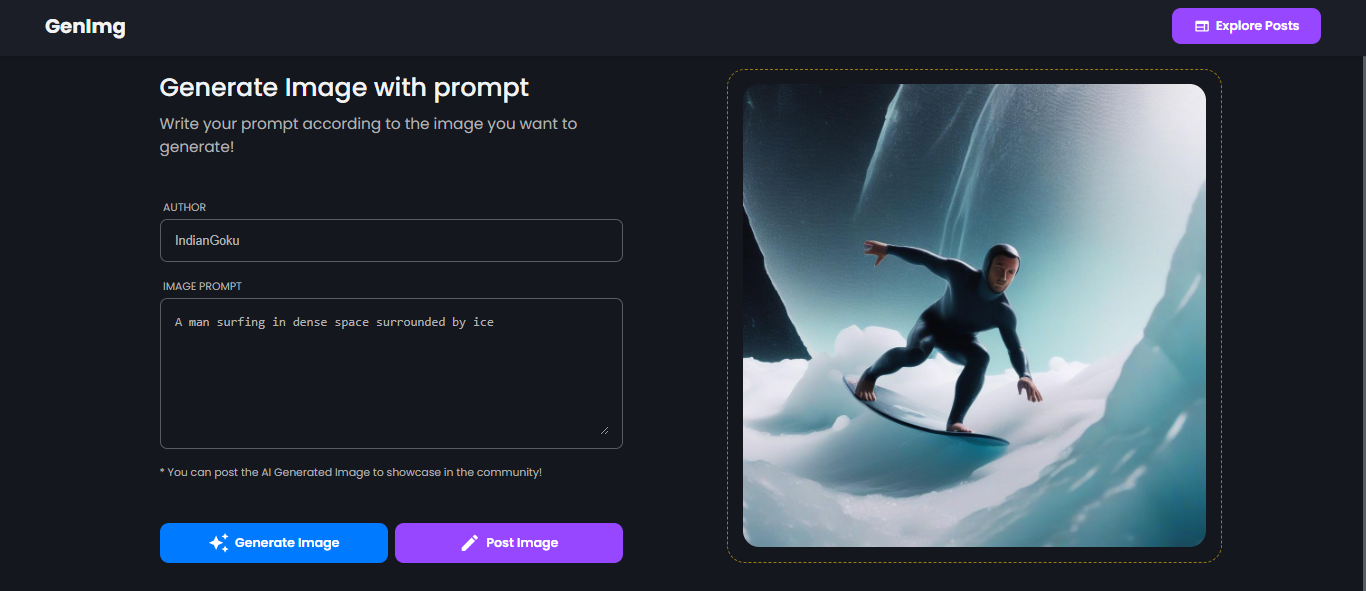 GenImg
Explore Posts
Generate Image with prompt
Write your prompt according to the image you want to
generate!
AUTHOR
IndianGoku
IMAGE PROMPT
A man surfing in dense space surrounded by ice
* You can post the AI Generated Image to showcase in the community!
Generate Image
Post Image